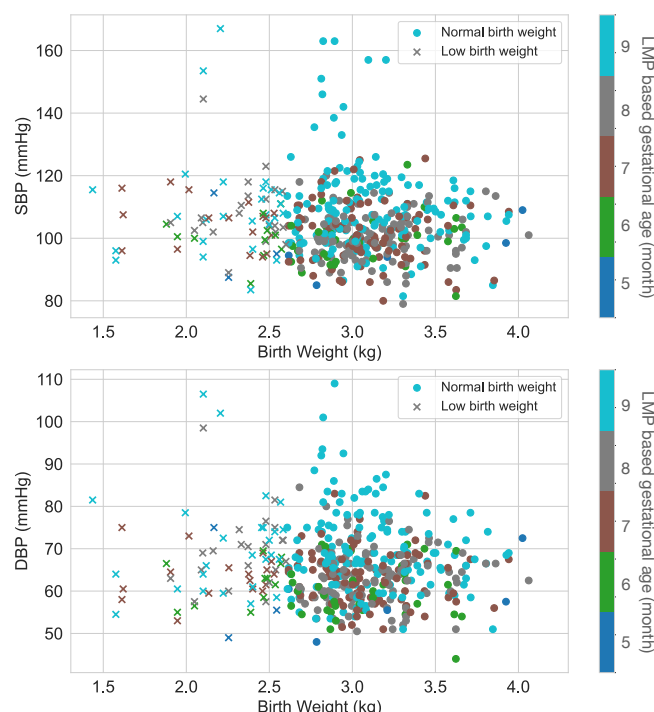 Normal birth weight
Low birth weight
160
140
120
100
80
SBP (mmHg)
1.5 2.0 2.5 3.0 3.5 4.0
Birth Weight (kg)
9
8
7
6
5
LMP based gestational age (month)
Normal birth weight
Low birth weight
110
100
90
80
70
60
50
DBP (mmHg)
1.5 2.0 2.5 3.0 3.5 4.0
Birth Weight (kg)
9
8
7
6
5
LMP based gestational age (month)